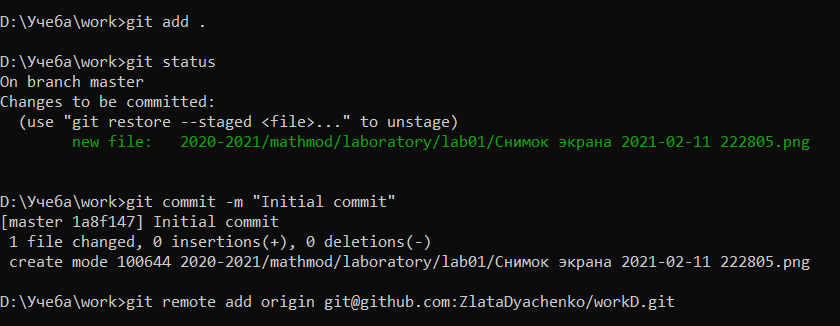 D:\Учеба\work>git add .
D:\Учеба\work>git status
On branch master
Changes to be committed:
  (use "git restore --staged <file>..." to unstage)
        new file:   2020-2021/mathmod/laboratory/lab01/Снимок экрана 2021-02-11 222805.png
D:\Учеба\work>git commit -m "Initial commit"
[master 1a8f147] Initial commit
 1 file changed, 0 insertions(+), 0 deletions(-)
 create mode 100644 2020-2021/mathmod/laboratory/lab01/Снимок экрана 2021-02-11 222805.png
D:\Учеба\work>git remote add origin git@github.com:ZlataDyachenko/workD.git